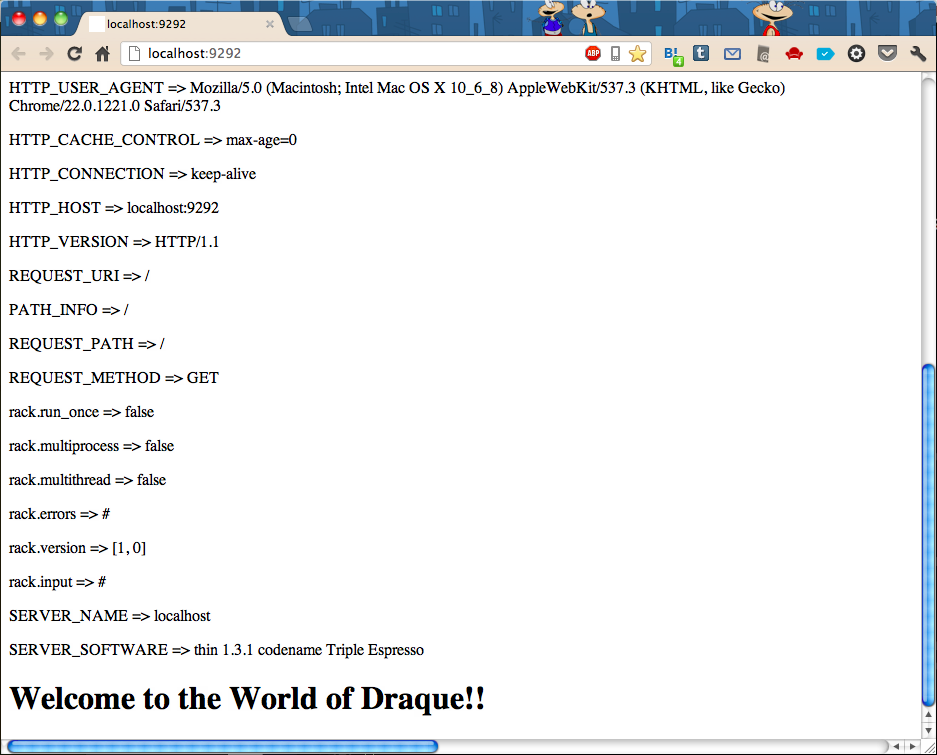 localhost:9292
localhost:9292
ABP
B!
4
t
@
HTTP_USER_AGENT => Mozilla/5.0 (Macintosh; Intel Mac OS X 10_6_8) AppleWebKit/537.3 (KHTML, like Gecko)
Chrome/22.0.1221.0 Safari/537.3
HTTP_CACHE_CONTROL => max-age=0
HTTP_CONNECTION => keep-alive
HTTP_HOST => localhost:9292
HTTP_VERSION => HTTP/1.1
REQUEST_URI => /
PATH_INFO => /
REQUEST_PATH => /
REQUEST_METHOD => GET
rack.run_once => false
rack.multiprocess => false
rack.multithread => false
rack.errors => #
rack.version => [1, 0]
rack.input => #
SERVER_NAME => localhost
SERVER_SOFTWARE => thin 1.3.1 codename Triple Espresso
Welcome to the World of Draque!!